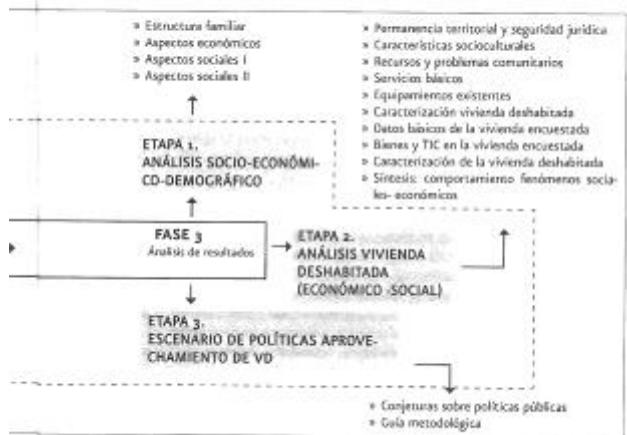 » Estructura familiar
» Aspectos económicos
» Aspectos sociales I
» Aspectos sociales II
» Permanencia territorial y seguridad jurídica
» Características socioculturales
» Recursos y problemas comunitarios
» Servicios básicos
» Equipamientos existentes
» Caracterización vivienda deshabitada
» Datos básicos de la vivienda encuestada
» Bienes y TIC en la vivienda encuestada
» Caracterización de la vivienda deshabitada
» Síntesis: comportamiento fenómenos socia-
les- económicos
ETAPA 1.
ANÁLISIS SOCIO-ECONÓMI-
CO-DEMOGRÁFICO
FASE 3
Análisis de resultados
ETAPA 2.
ANÁLISIS VIVIENDA
DESHABITADA
(ECONÓMICO -SOCIAL)
ETAPA 3.
ESCENARIO DE POLÍTICAS APROVE-
CHAMIENTO DE VD
» Conjeturas sobre políticas públicas
» Guía metodológica